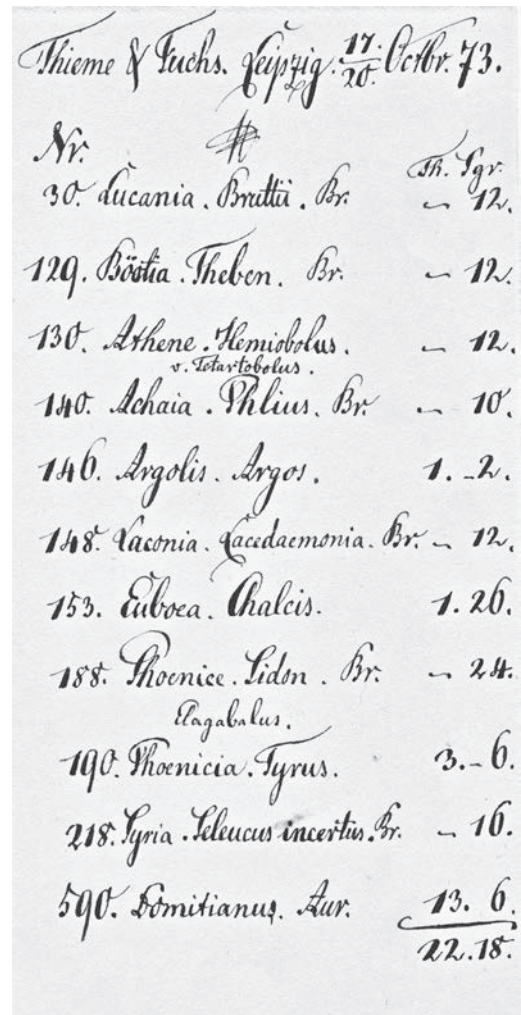 Thieme & Fuchs. Leipzig. 17/20. Octbr. 73.
Nr. Th. Sgr.
30. Lucania. Bruttii. Br. – 12.
129. Böotia. Theben. Br. – 12.
130. Athene. Hemiobolus. – 12.
v. Tetartobolus.
140. Achaia. Phlius. Br. – 10.
146. Argolis. Argos. 1. – 2.
148. Laconia. Lacedaemonia. Br. – 12.
153. Euboea. Chalcis. 1. 26.
188. Phoenice. Sidon. Br. – 24.
Elagabalus.
190. Phoenicia. Tyrus. 3. – 6.
218. Syria. Seleucus incertus. Br. – 16.
590. Domitianus. Aur. 13. 6.
22. 18.